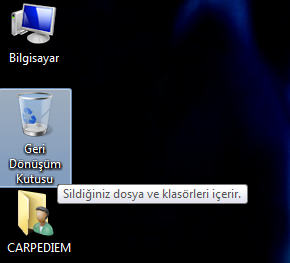 Bilgisayar
Geri
Dönüşüm
Kutusu
Sildiğiniz dosya ve klasörleri içerir.
CARPEDIEM